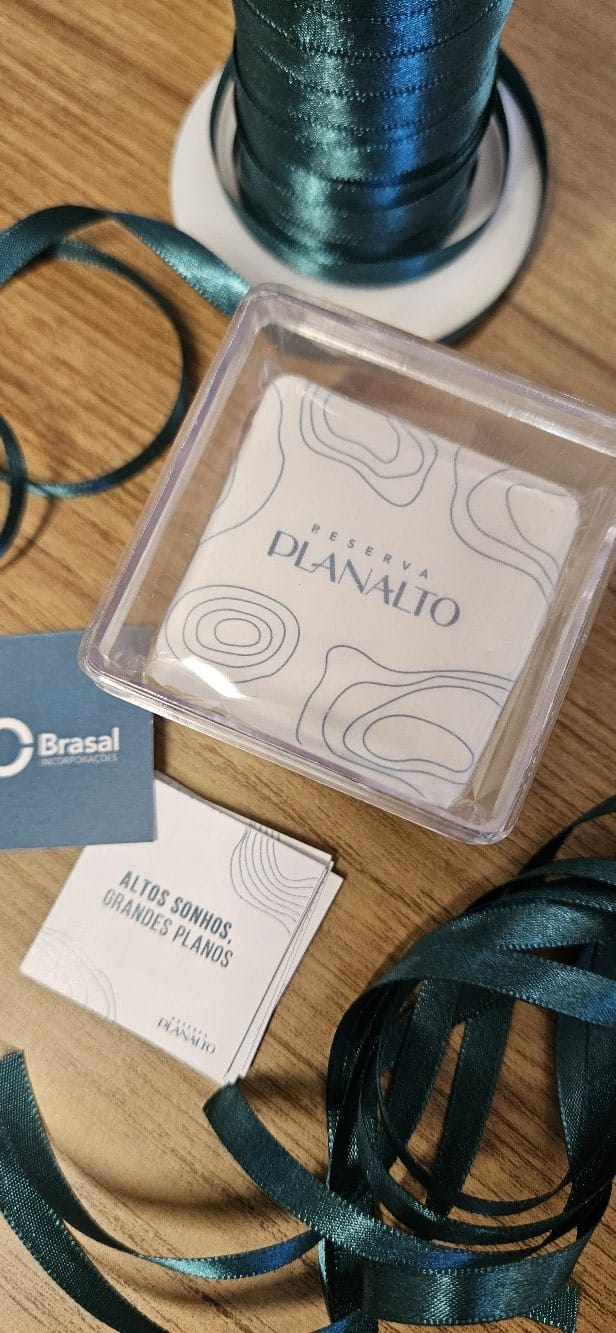 RESERVA
PLANALTO
Brasal
INCORPORAÇÕES
ALTOS SONHOS,
GRANDES PLANOS
RESERVA
PLANALTO